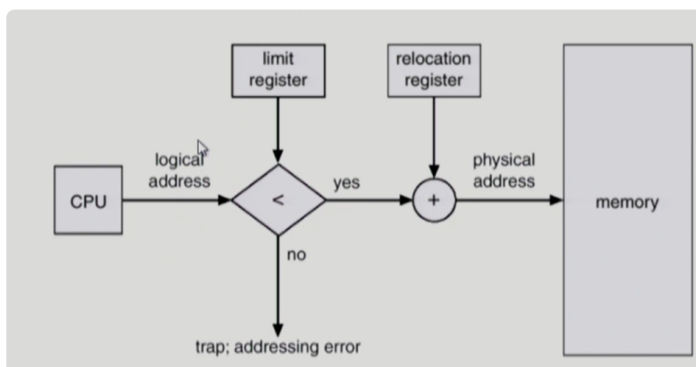 limit
register
relocation
register
logical
address
physical
address
CPU
<
yes
+
memory
no
trap; addressing error